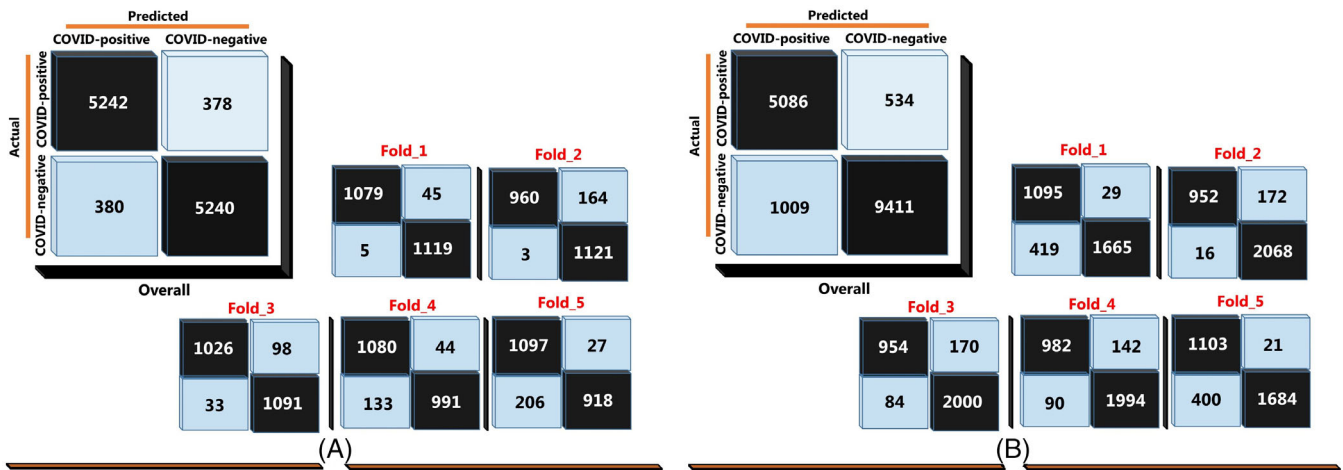 Predicted
COVID-positive COVID-negative
Actual
COVID-positive
COVID-negative
5242 378
380 5240
Overall
Fold_1
1079 45
5 1119
Fold_2
960 164
3 1121
Fold_3
1026 98
33 1091
Fold_4
1080 44
133 991
Fold_5
1097 27
206 918
(A)
Predicted
COVID-positive COVID-negative
Actual
COVID-positive
COVID-negative
5086 534
1009 9411
Overall
Fold_1
1095 29
419 1665
Fold_2
952 172
16 2068
Fold_3
954 170
84 2000
Fold_4
982 142
90 1994
Fold_5
1103 21
400 1684
(B)